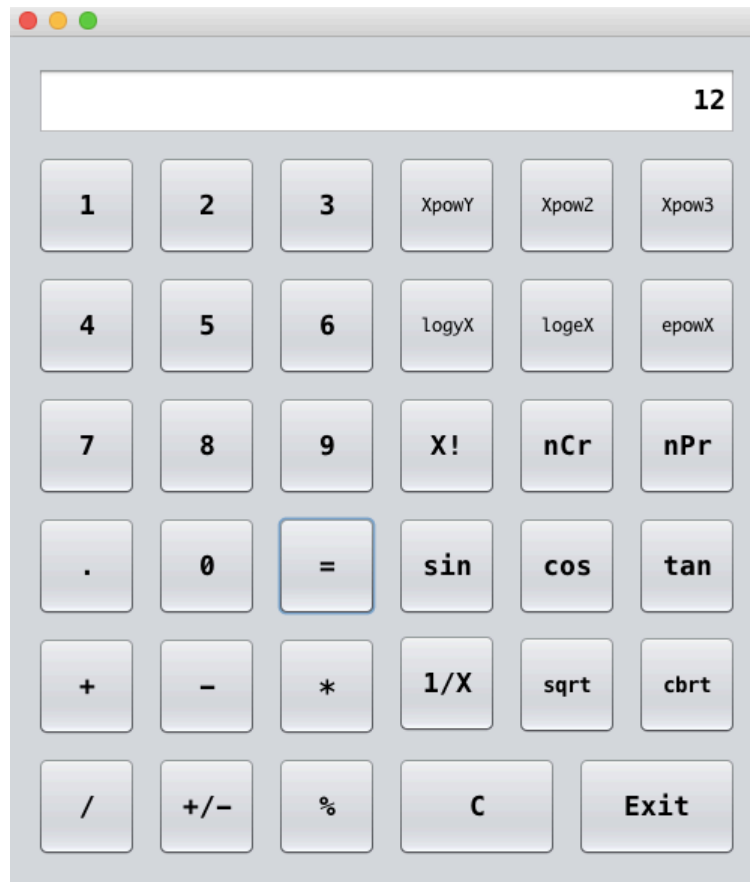 12
1 2 3 XpowY Xpow2 Xpow3
4 5 6 logyX logeX epowX
7 8 9 X! nCr nPr
. 0 = sin cos tan
+ - * 1/X sqrt cbrt
/ +/- % C Exit